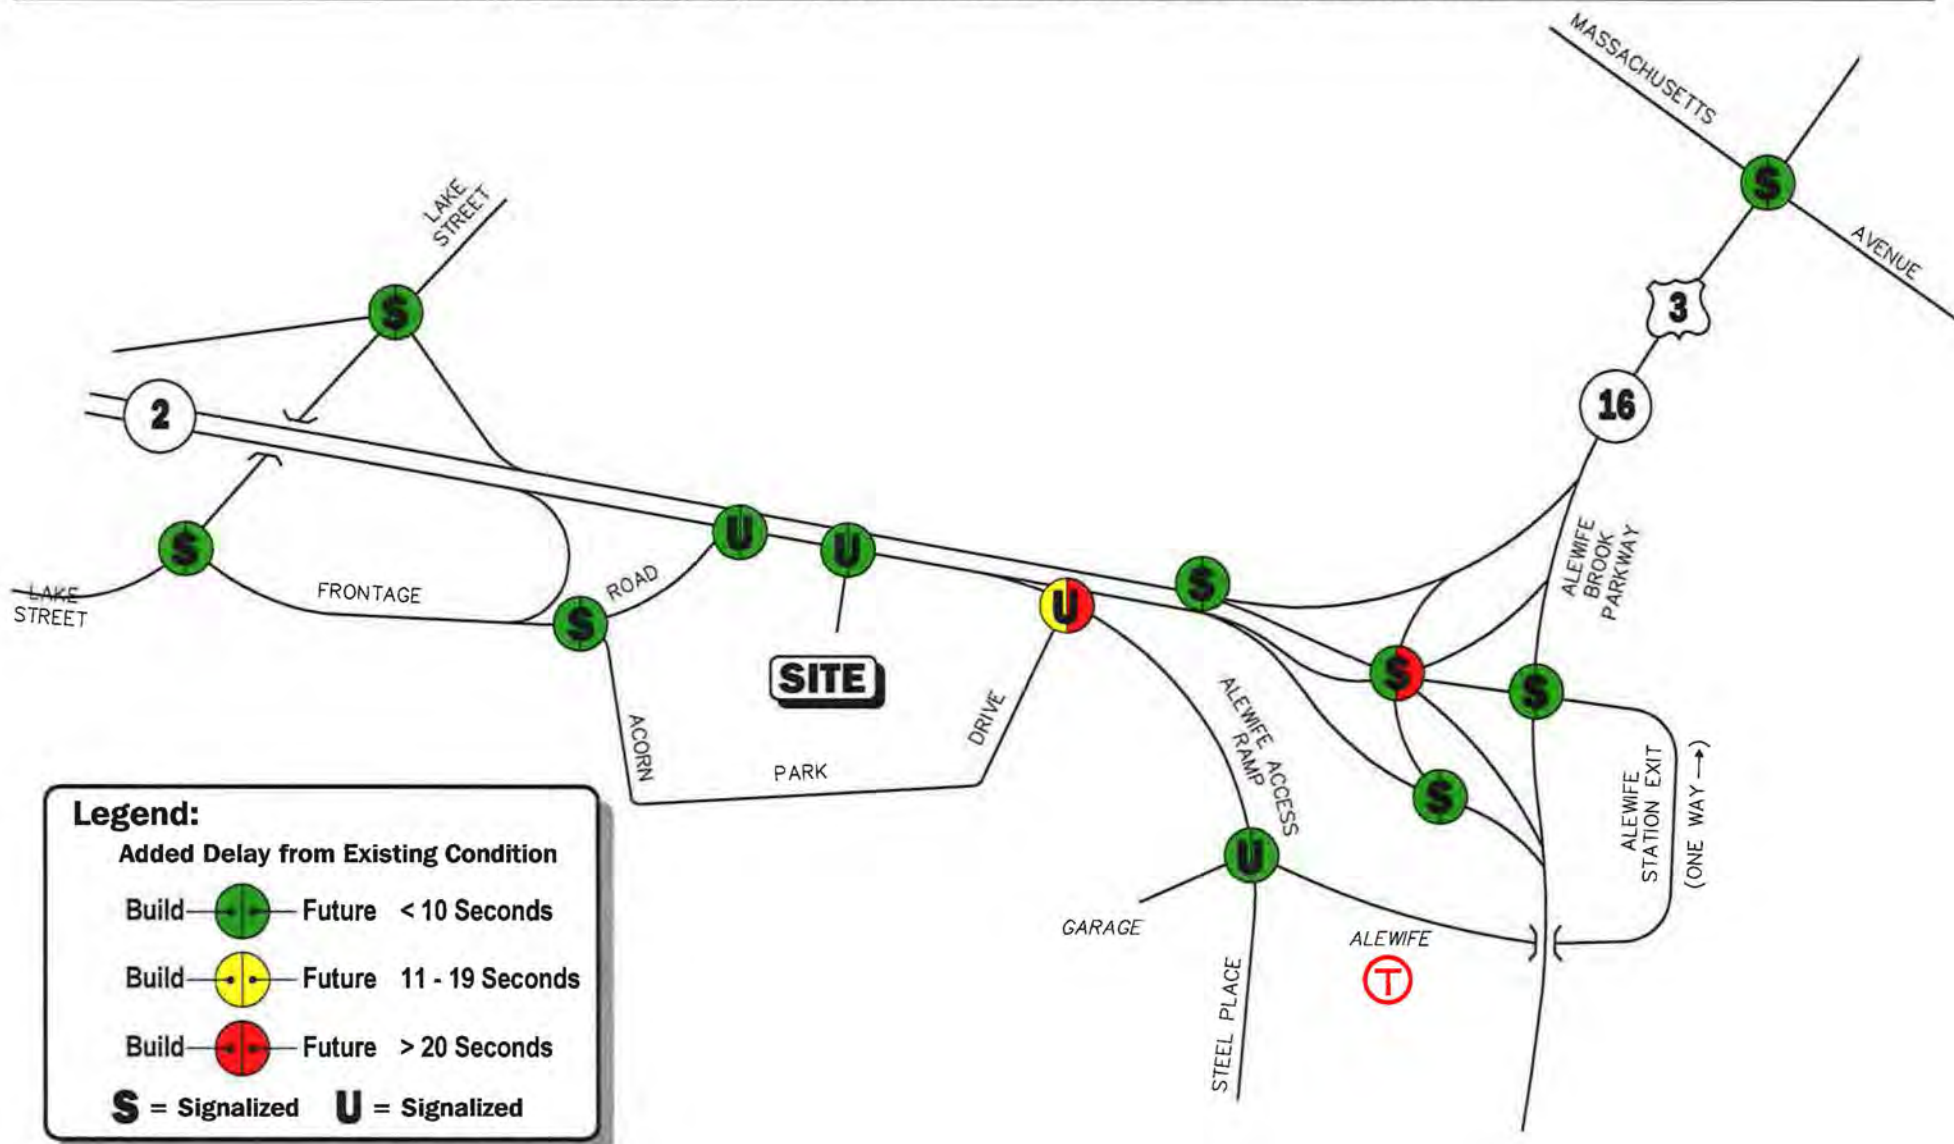 MASSACHUSETTS
S
AVENUE
LAKE
STREET
S
3
16
2
S
LAKE
STREET
FRONTAGE
S
ROAD
U
U
SITE
U
S
ALEWIFE
BROOK
PARKWAY
S
S
S
ACORN
PARK
DRIVE
ALEWIFE ACCESS
RAMP
U
GARAGE
STEEL PLACE
ALEWIFE
T
ALEWIFE
STATION EXIT
(ONE WAY →)
Legend:
Added Delay from Existing Condition
Build Future < 10 Seconds
Build Future 11 - 19 Seconds
Build Future > 20 Seconds
S = Signalized U = Signalized